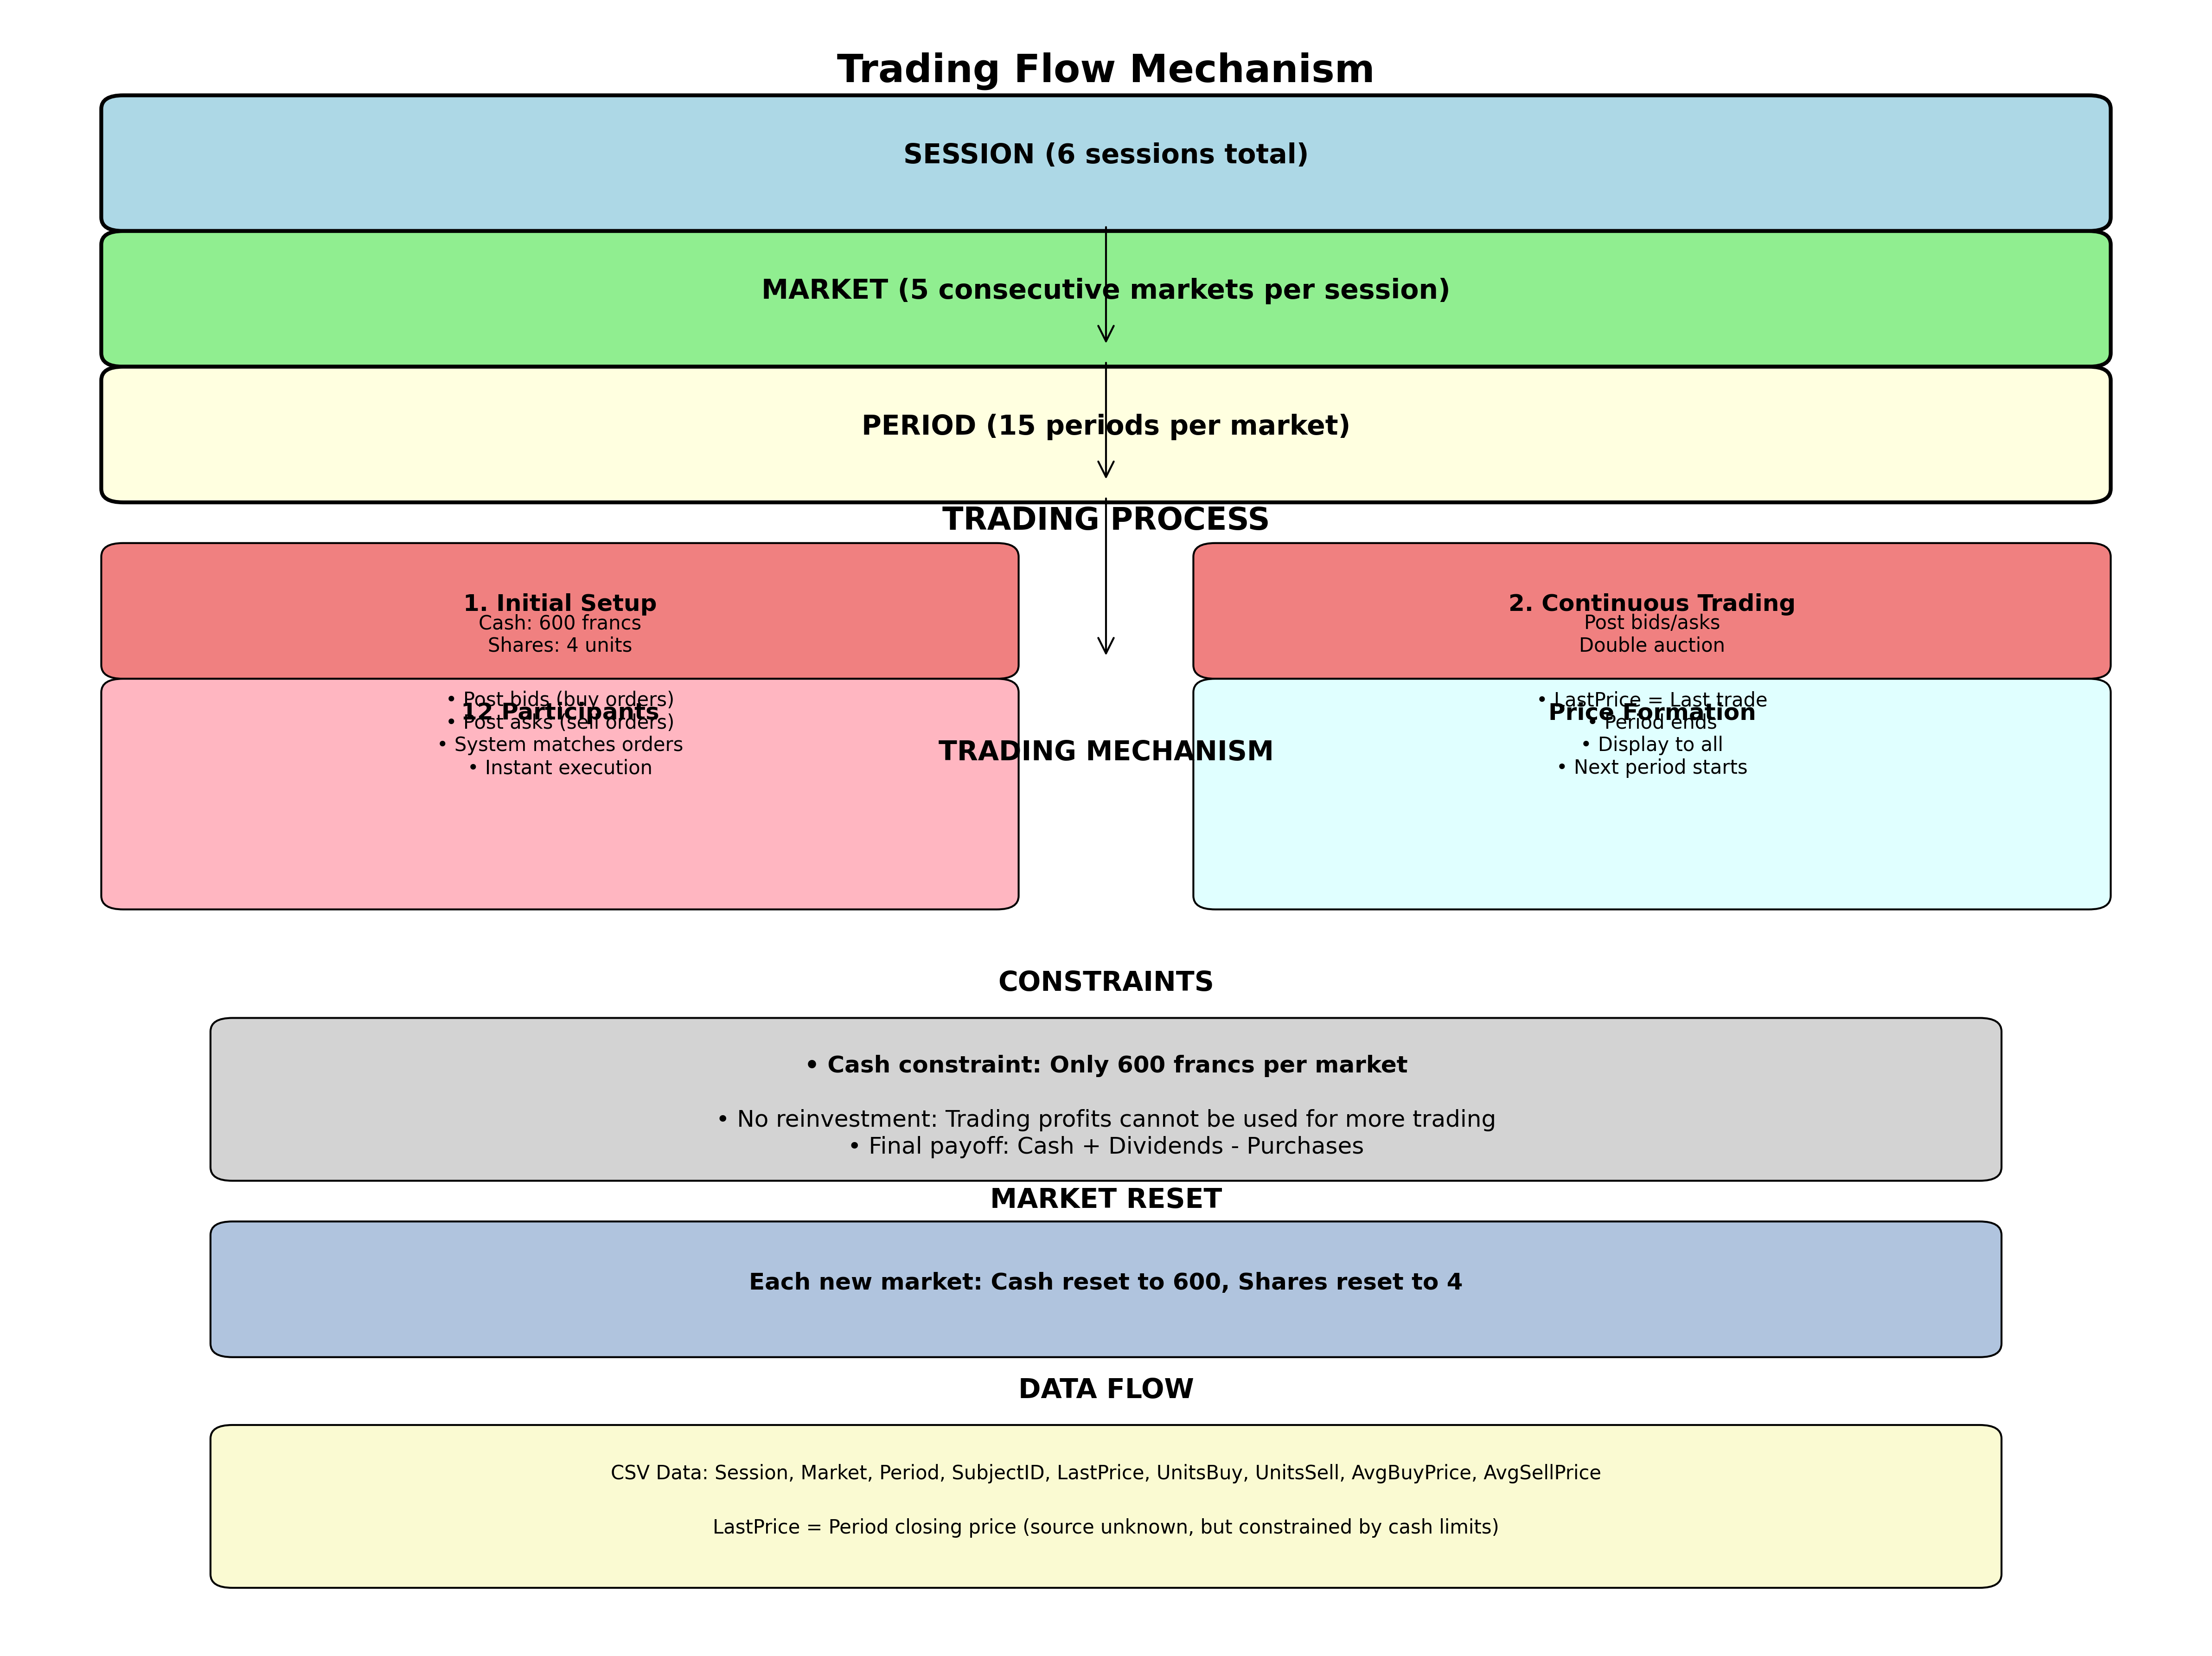 Trading Flow Mechanism
SESSION (6 sessions total)
MARKET (5 consecutive markets per session)
PERIOD (15 periods per market)
TRADING PROCESS
1. Initial Setup
Cash: 600 francs
Shares: 4 units
2. Continuous Trading
Post bids/asks
Double auction
12 Participants
• Post bids (buy orders)
• Post asks (sell orders)
• System matches orders
• Instant execution
TRADING MECHANISM
Price Formation
• LastPrice = Last trade
• Period ends
• Display to all
• Next period starts
CONSTRAINTS
• Cash constraint: Only 600 francs per market
• No reinvestment: Trading profits cannot be used for more trading
• Final payoff: Cash + Dividends - Purchases
MARKET RESET
Each new market: Cash reset to 600, Shares reset to 4
DATA FLOW
CSV Data: Session, Market, Period, SubjectID, LastPrice, UnitsBuy, UnitsSell, AvgBuyPrice, AvgSellPrice
LastPrice = Period closing price (source unknown, but constrained by cash limits)